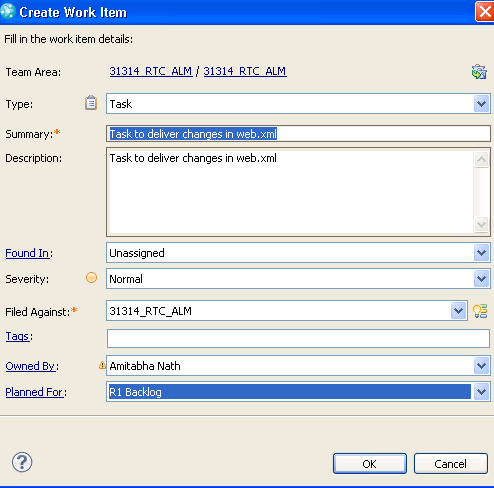 Create Work Item
Fill in the work item details:
Team Area: 31314_RTC_ALM / 31314_RTC_ALM
Type: Task
Summary:* Task to deliver changes in web.xml
Description: Task to deliver changes in web.xml
Found In: Unassigned
Severity: Normal
Filed Against:* 31314_RTC_ALM
Tags:
Owned By: Amitabha Nath
Planned For: R1 Backlog
? OK Cancel